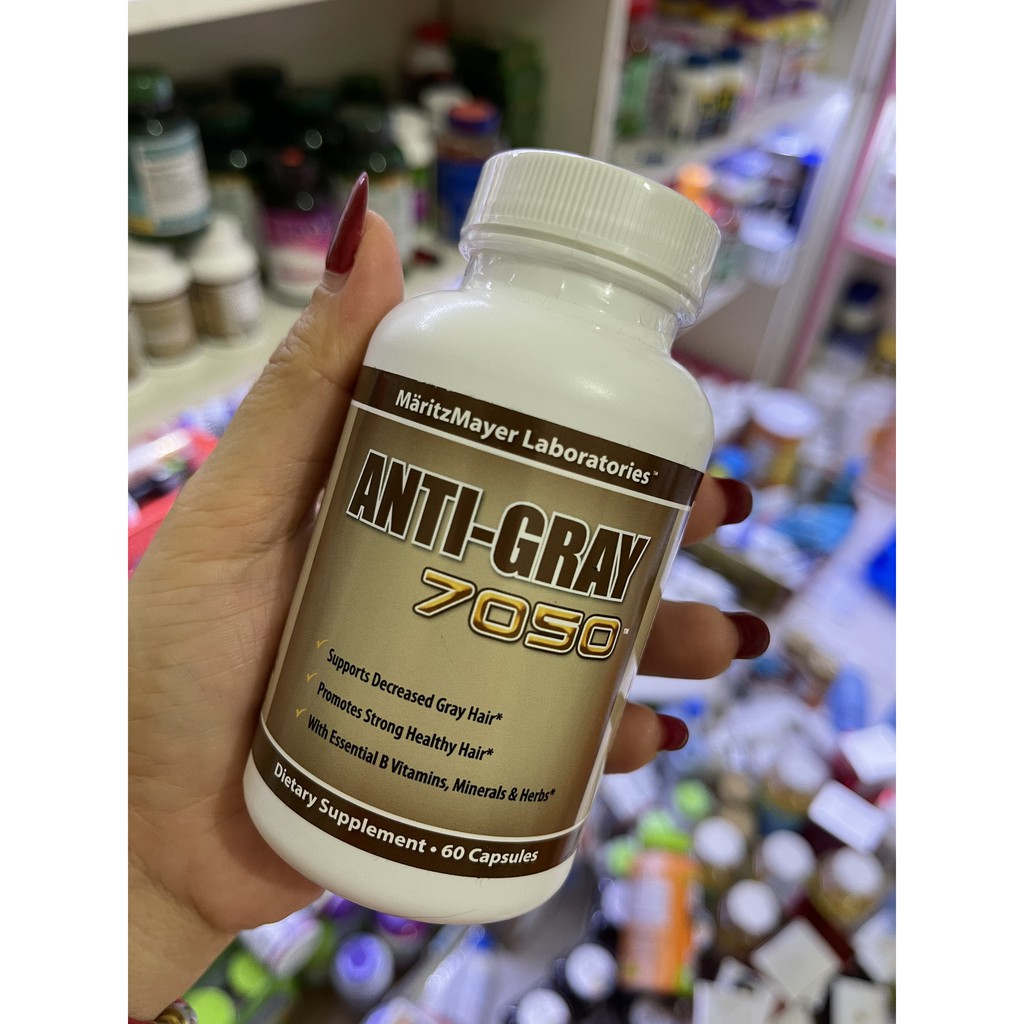 MäritzMayer Laboratories™
ANTI-GRAY
7050™
✓ Supports Decreased Gray Hair*
✓ Promotes Strong Healthy Hair*
✓ With Essential B Vitamins, Minerals & Herbs*
Dietary Supplement • 60 Capsules